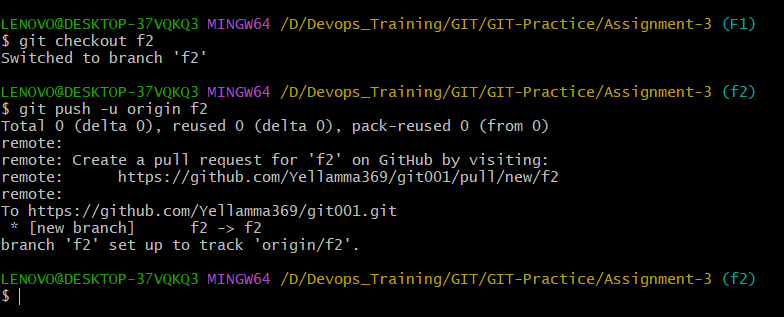 LENOVO@DESKTOP-37VQKQ3 MINGW64 /D/Devops_Training/GIT/GIT-Practice/Assignment-3 (F1)
$ git checkout f2
Switched to branch 'f2'
LENOVO@DESKTOP-37VQKQ3 MINGW64 /D/Devops_Training/GIT/GIT-Practice/Assignment-3 (f2)
$ git push -u origin f2
Total 0 (delta 0), reused 0 (delta 0), pack-reused 0 (from 0)
remote:
remote: Create a pull request for 'f2' on GitHub by visiting:
remote:      https://github.com/Yellamma369/git001/pull/new/f2
remote:
To https://github.com/Yellamma369/git001.git
 * [new branch]      f2 -> f2
branch 'f2' set up to track 'origin/f2'.
LENOVO@DESKTOP-37VQKQ3 MINGW64 /D/Devops_Training/GIT/GIT-Practice/Assignment-3 (f2)
$